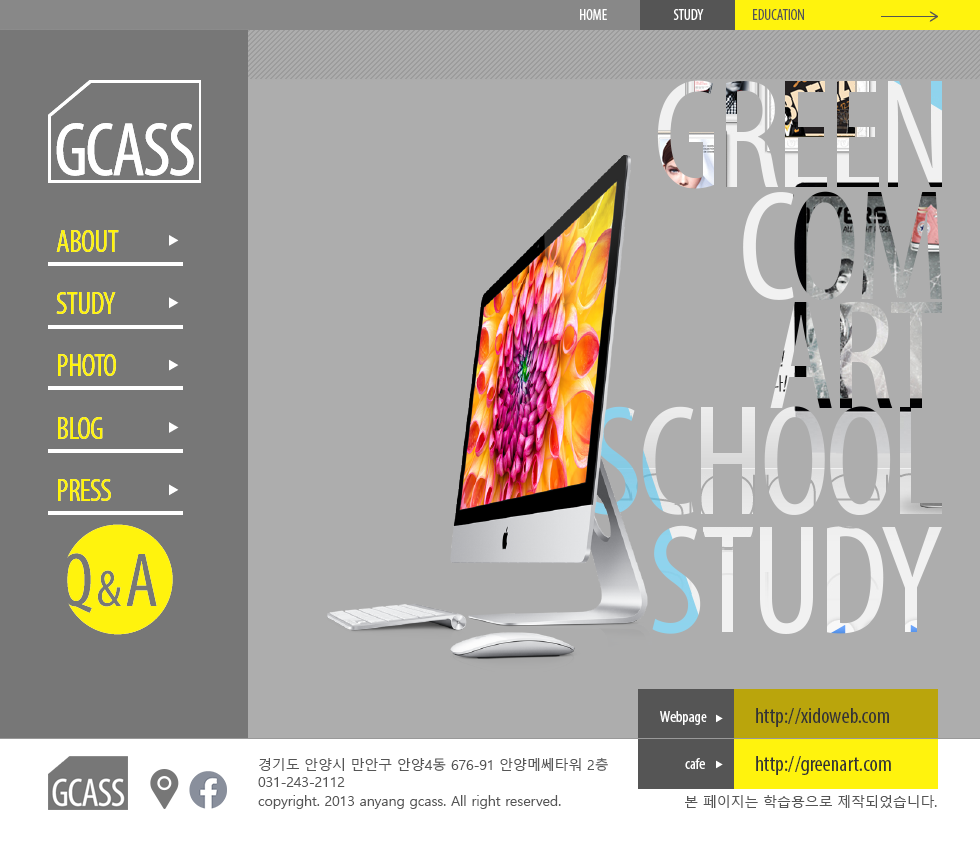 HOME STUDY EDUCATION
GCASS
ABOUT
STUDY
PHOTO
BLOG
PRESS
Q & A
GREEN
COM
ART
SCHOOL
STUDY
Webpage http://xidoweb.com
cafe http://greenart.com
GCASS
경기도 안양시 만안구 안양4동 676-91 안양메쎄타워 2층
031-243-2112
copyright. 2013 anyang gcass. All right reserved.
본 페이지는 학습용으로 제작되었습니다.